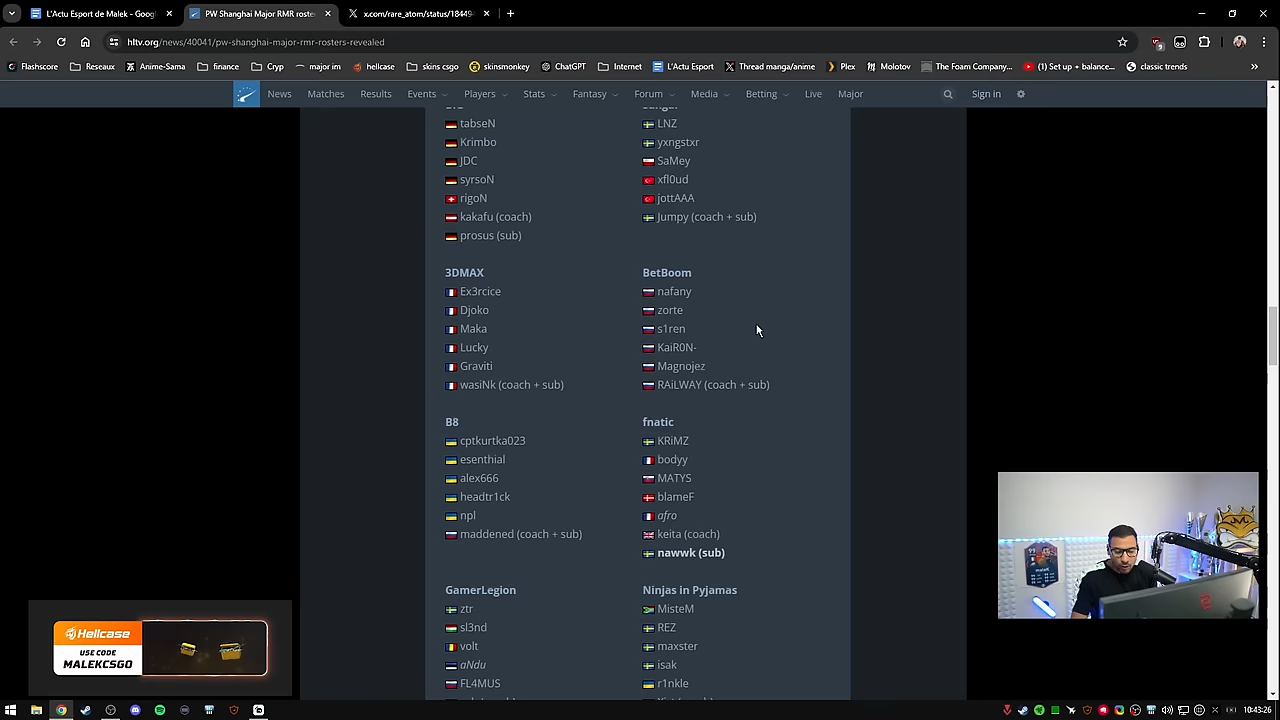 L'Actu Esport de Malek - Goog
PW Shanghai Major RMR roster
x.com/rare_atom/status/18449
hltv.org/news/40041/pw-shanghai-major-rmr-rosters-revealed
Flashscore
Reseaux
Anime-Sama
finance
Cryp
major im
hellcase
skins csgo
skinsmonkey
ChatGPT
Internet
L'Actu Esport
Thread manga/anime
Plex
Molotov
The Foam Company...
(1) Set up + balance...
classic trends
News
Matches
Results
Events
Players
Stats
Fantasy
Forum
Media
Betting
Live
Major
Sign in
tabseN
LNZ
Krimbo
yxngstxr
JDC
SaMey
syrsoN
xfl0ud
rigoN
jottAAA
kakafu (coach)
Jumpy (coach + sub)
prosus (sub)
3DMAX
BetBoom
Ex3rcice
nafany
Djoko
zorte
Maka
s1ren
Lucky
KaiR0N-
Graviti
Magnojez
wasiNk (coach + sub)
RAiLWAY (coach + sub)
B8
fnatic
cptkurtka023
KRiMZ
esenthial
bodyy
alex666
MATYS
headtr1ck
blameF
npl
afro
maddened (coach + sub)
keita (coach)
nawwk (sub)
GamerLegion
Ninjas in Pyjamas
ztr
MisteM
sl3nd
REZ
volt
maxster
aNdu
isak
FL4MUS
r1nkle
Hellcase
USE CODE
MALEKCSGO
10:43:26